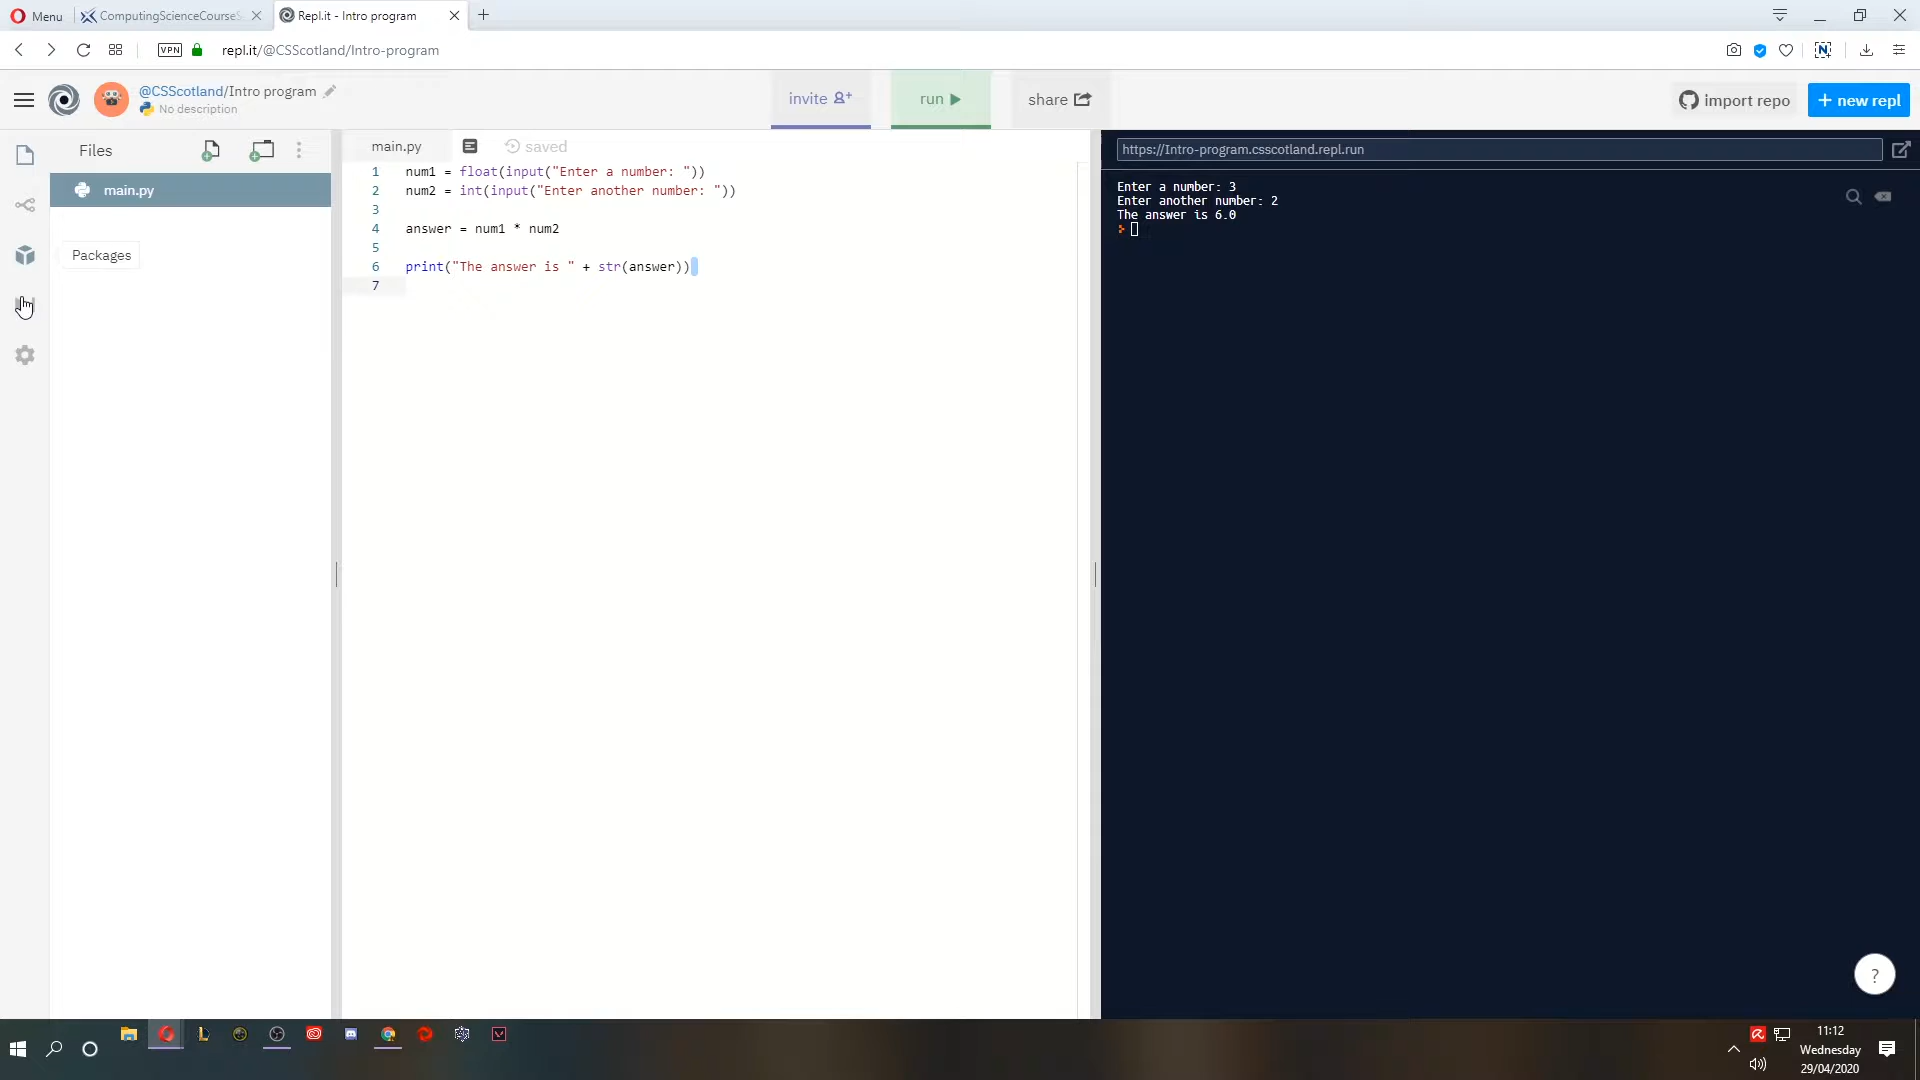 Menu
ComputingScienceCourseS
Repl.it - Intro program
VPN
repl.it/@CSScotland/Intro-program
@CSScotland/Intro program
No description
invite
run
share
import repo
+ new repl
Files
main.py
Packages
main.py
saved
1 num1 = float(input("Enter a number: "))
2 num2 = int(input("Enter another number: "))
3
4 answer = num1 * num2
5
6 print("The answer is " + str(answer))
7
https://Intro-program.csscotland.repl.run
Enter a number: 3
Enter another number: 2
The answer is 6.0
?
11:12
Wednesday
29/04/2020